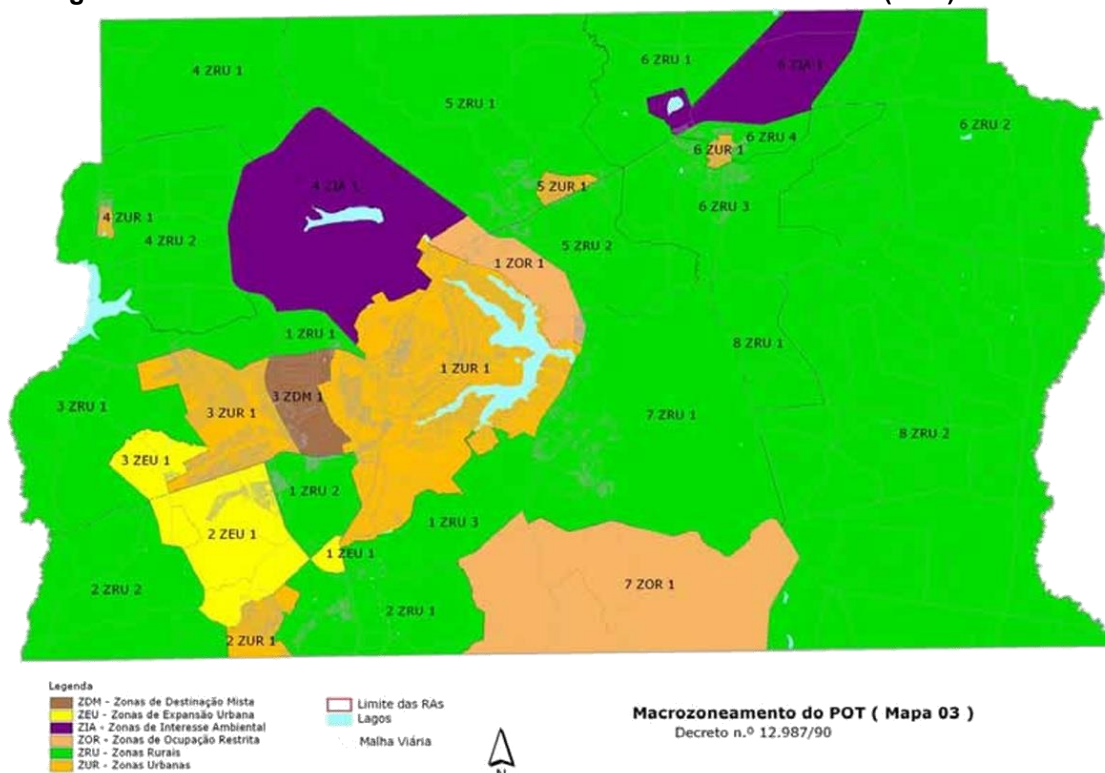 4 ZRU 1
6 ZRU 1
6 ZIA 1
5 ZRU 1
6 ZRU 4
6 ZRU 2
6 ZUR 1
4 ZIA 1
5 ZUR 1
4 ZUR 1
6 ZRU 3
4 ZRU 2
5 ZRU 2
1 ZOR 1
1 ZRU 1
8 ZRU 1
1 ZUR 1
3 ZDM 1
3 ZRU 1
3 ZUR 1
7 ZRU 1
8 ZRU 2
3 ZEU 1
1 ZRU 2
1 ZRU 3
2 ZEU 1
1 ZEU 1
2 ZRU 2
7 ZOR 1
2 ZRU 1
2 ZUR 1
Legenda
ZDM - Zonas de Destinação Mista
ZEU - Zonas de Expansão Urbana
ZIA - Zonas de Interesse Ambiental
ZOR - Zonas de Ocupação Restrita
ZRU - Zonas Rurais
ZUR - Zonas Urbanas
Limite das RAs
Lagos
Malha Viária
N
Macrozoneamento do POT ( Mapa 03 )
Decreto n.º 12.987/90